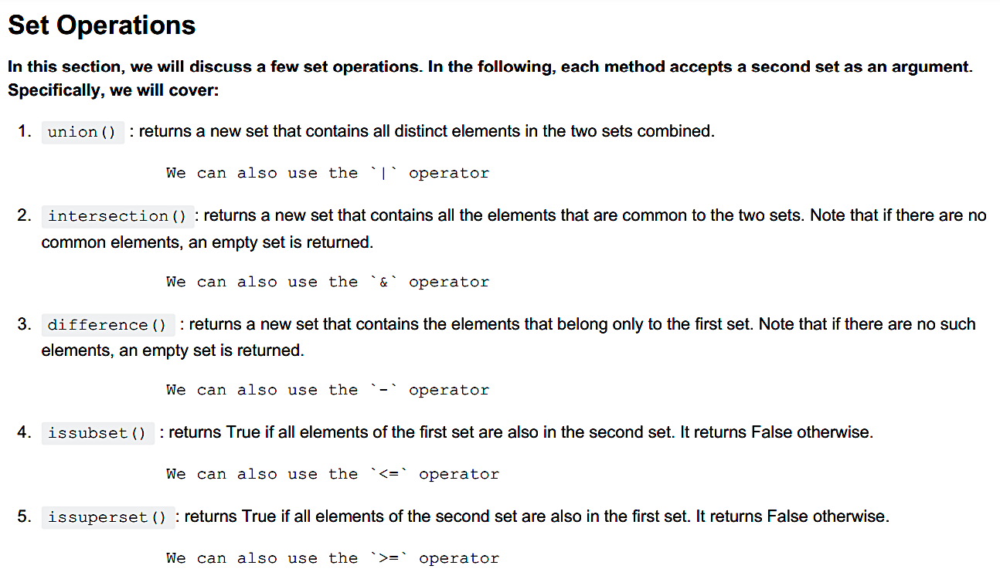 Set Operations
In this section, we will discuss a few set operations. In the following, each method accepts a second set as an argument.
Specifically, we will cover:
1. union() : returns a new set that contains all distinct elements in the two sets combined.
We can also use the `|` operator
2. intersection() : returns a new set that contains all the elements that are common to the two sets. Note that if there are no
common elements, an empty set is returned.
We can also use the `&` operator
3. difference() : returns a new set that contains the elements that belong only to the first set. Note that if there are no such
elements, an empty set is returned.
We can also use the `-` operator
4. issubset() : returns True if all elements of the first set are also in the second set. It returns False otherwise.
We can also use the `<=` operator
5. issuperset() : returns True if all elements of the second set are also in the first set. It returns False otherwise.
We can also use the `>=` operator